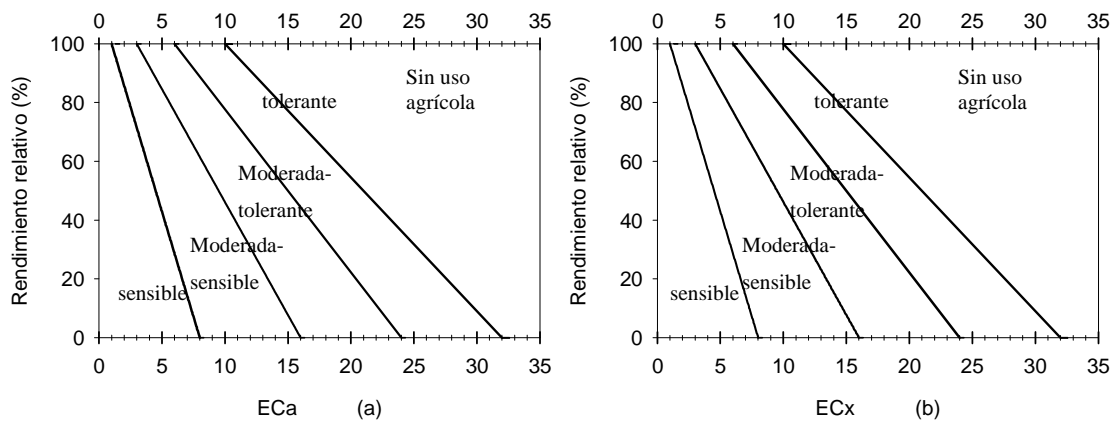 0 5 10 15 20 25 30 35
100
80
60
40
20
0
Rendimiento relativo (%)
Sin uso
agrícola
tolerante
Moderada-
tolerante
Moderada-
sensible
sensible
0 5 10 15 20 25 30 35
ECa (a)
0 5 10 15 20 25 30 35
100
80
60
40
20
0
Rendimiento relativo (%)
Sin uso
agrícola
tolerante
Moderada-
tolerante
Moderada-
sensible
sensible
0 5 10 15 20 25 30 35
ECx (b)